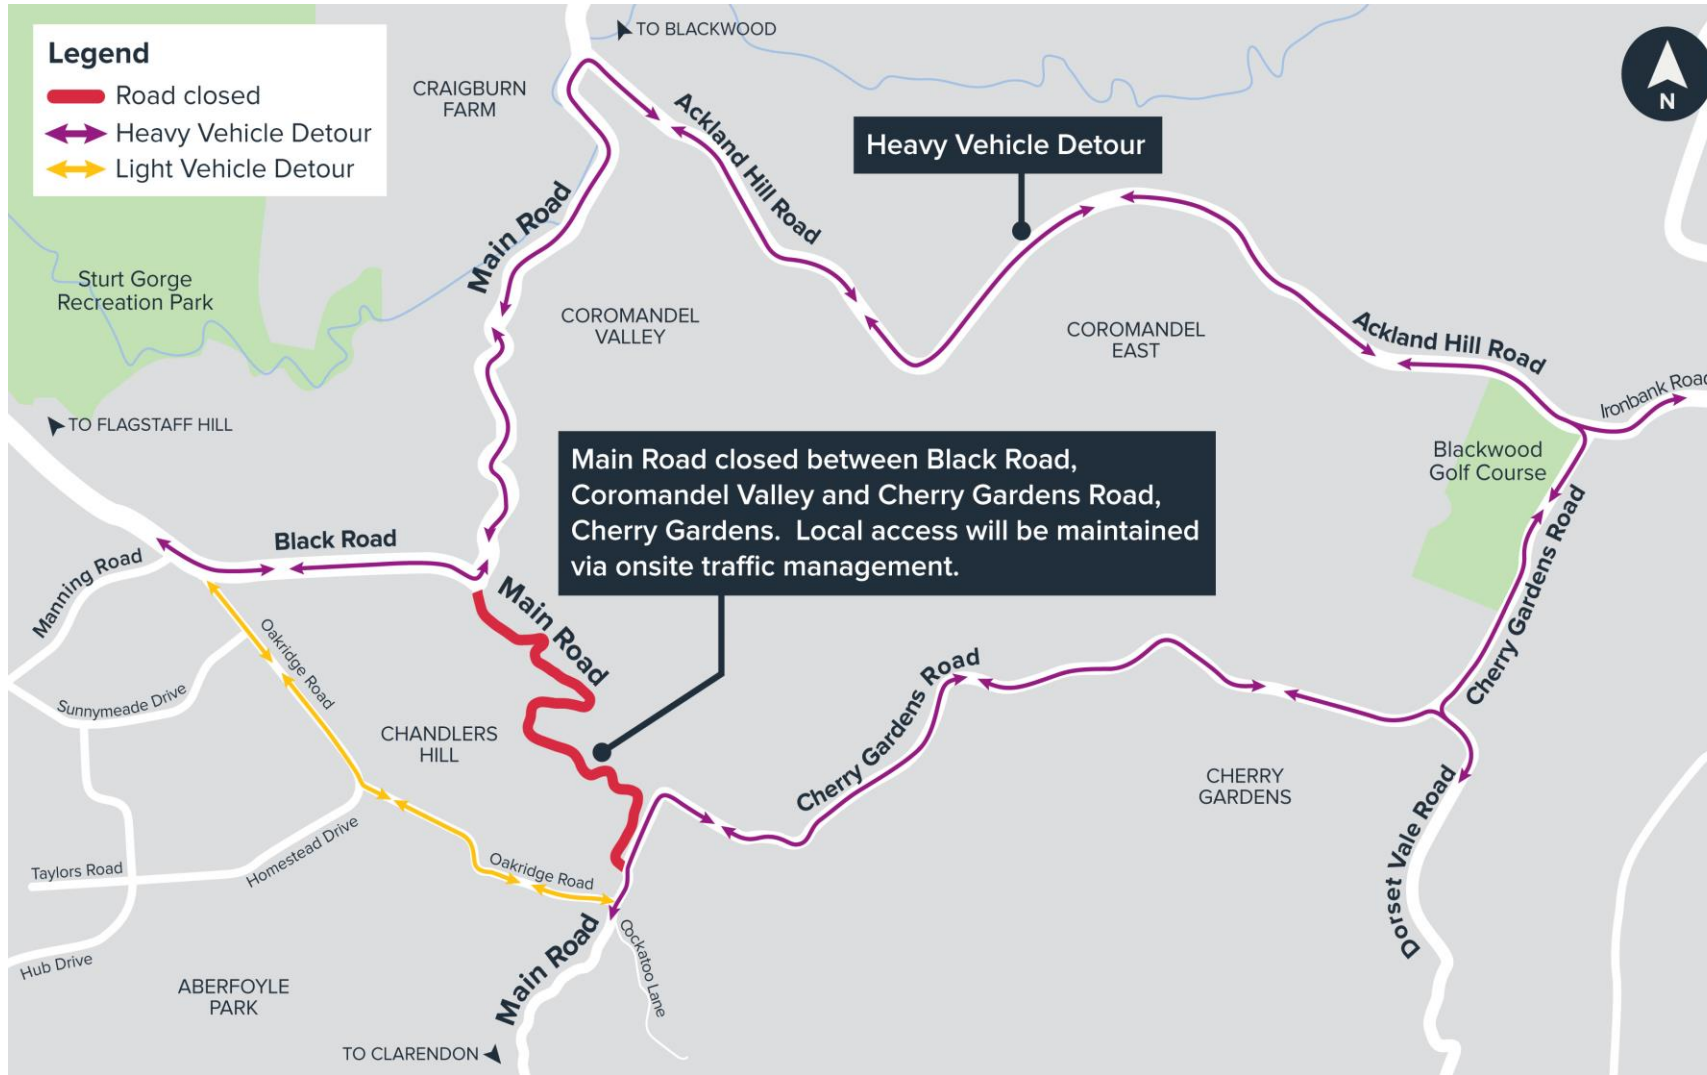 Legend
Road closed
Heavy Vehicle Detour
Light Vehicle Detour
TO BLACKWOOD
N
CRAIGBURN
FARM
Ackland Hill Road
Heavy Vehicle Detour
Main Road
Sturt Gorge
Recreation Park
COROMANDEL
VALLEY
COROMANDEL
EAST
Ackland Hill Road
Ironbank Road
TO FLAGSTAFF HILL
Blackwood
Golf Course
Main Road closed between Black Road,
Coromandel Valley and Cherry Gardens Road,
Cherry Gardens. Local access will be maintained
via onsite traffic management.
Black Road
Manning Road
Main Road
Cherry Gardens Road
Oakridge Road
Sunnymeade Drive
CHANDLERS
HILL
Cherry Gardens Road
CHERRY
GARDENS
Dorset Vale Road
Taylors Road
Homestead Drive
Oakridge Road
Hub Drive
Main Road
Cockatoo Lane
ABERFOYLE
PARK
TO CLARENDON